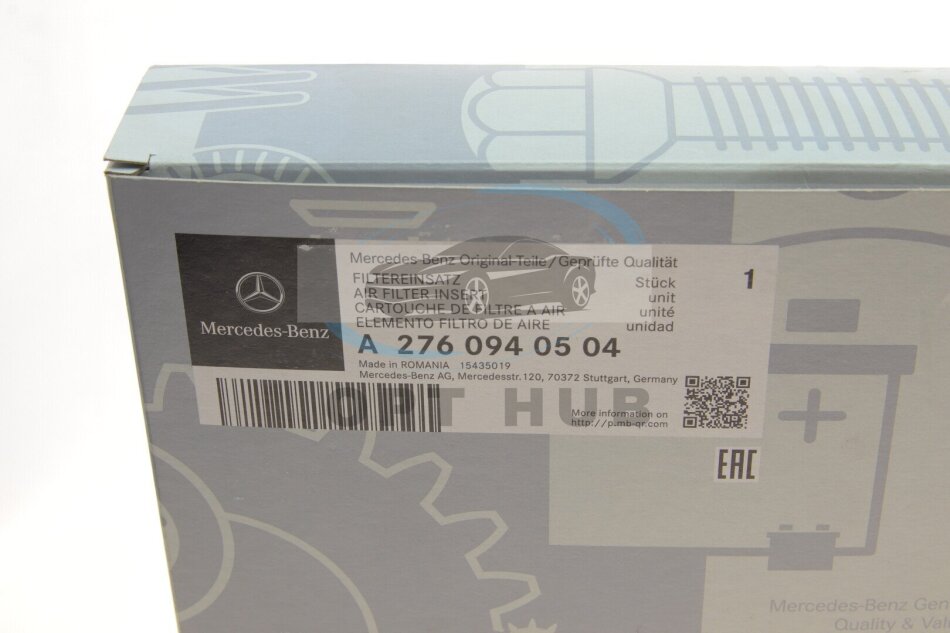 Mercedes-Benz Original-Teile/Geprüfte Qualität
FILTEREINSATZ
AIR FILTER INSERT
CARTOUCHE DE FILTRE A AIR
ELEMENTO FILTRO DE AIRE
Stück
unit
unité
unidad
1
Mercedes-Benz
A 276 094 05 04
Made in ROMANIA 15435019
Mercedes-Benz AG, Mercedesstr. 120, 70372 Stuttgart, Germany
OPT HUB
More information on
http://p.mb-qr.com
EAC
Mercedes-Benz Gen
Quality & Val